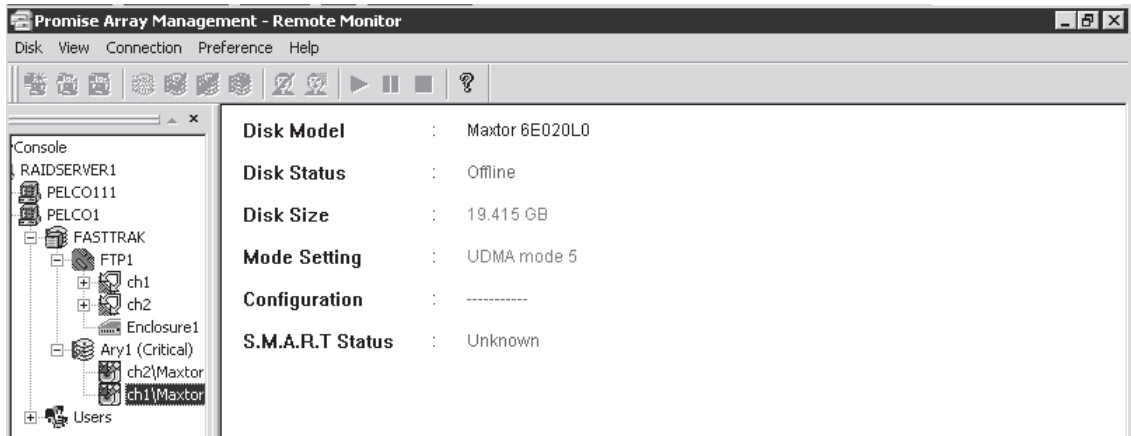 Promise Array Management - Remote Monitor
Disk View Connection Preference Help
Console
RAIDSERVER1
PELCO111
PELCO1
FASTTRAK
FTP1
ch1
ch2
Enclosure1
Ary1 (Critical)
ch2\Maxtor
ch1\Maxtor
Users
Disk Model : Maxtor 6E020L0
Disk Status : Offline
Disk Size : 19.415 GB
Mode Setting : UDMA mode 5
Configuration : -----------
S.M.A.R.T Status : Unknown